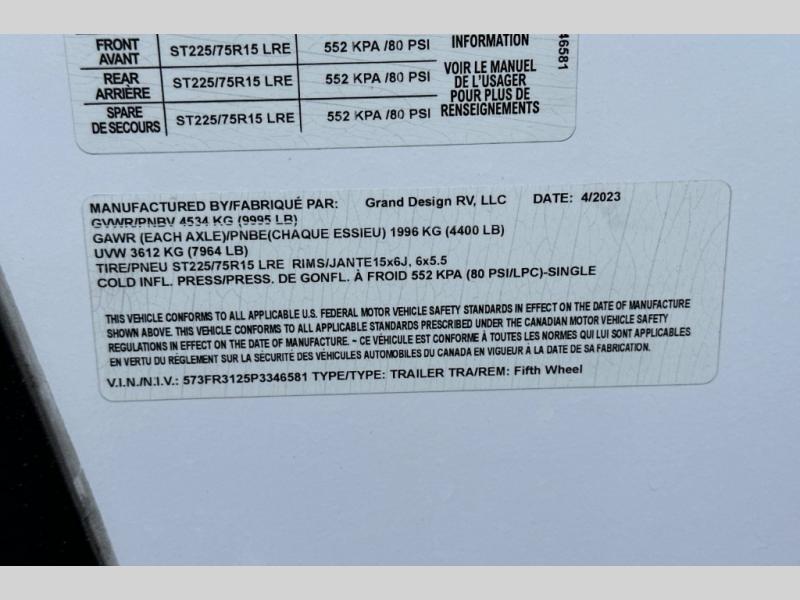 FRONT
AVANT
ST225/75R15 LRE
552 KPA /80 PSI
REAR
ARRIÈRE
ST225/75R15 LRE
552 KPA /80 PSI
SPARE
DE SECOURS
ST225/75R15 LRE
552 KPA /80 PSI
INFORMATION
VOIR LE MANUEL
DE L'USAGER
POUR PLUS DE
RENSEIGNEMENTS
46581
MANUFACTURED BY/FABRIQUÉ PAR: Grand Design RV, LLC DATE: 4/2023
GVWR/PNBV 4534 KG (9995 LB)
GAWR (EACH AXLE)/PNBE(CHAQUE ESSIEU) 1996 KG (4400 LB)
UVW 3612 KG (7964 LB)
TIRE/PNEU ST225/75R15 LRE RIMS/JANTE15x6J, 6x5.5
COLD INFL. PRESS/PRESS. DE GONFL. À FROID 552 KPA (80 PSI/LPC)-SINGLE
THIS VEHICLE CONFORMS TO ALL APPLICABLE U.S. FEDERAL MOTOR VEHICLE SAFETY STANDARDS IN EFFECT ON THE DATE OF MANUFACTURE
SHOWN ABOVE. THIS VEHICLE CONFORMS TO ALL APPLICABLE STANDARDS PRESCRIBED UNDER THE CANADIAN MOTOR VEHICLE SAFETY
REGULATIONS IN EFFECT ON THE DATE OF MANUFACTURE. ~ CE VÉHICULE EST CONFORME À TOUTES LES NORMES QUI LUI SONT APPLICABLES
EN VERTU DU RÈGLEMENT SUR LA SÉCURITÉ DES VÉHICULES AUTOMOBILES DU CANADA EN VIGUEUR À LA DATE DE SA FABRICATION.
V.I.N./N.I.V.: 573FR3125P3346581 TYPE/TYPE: TRAILER TRA/REM: Fifth Wheel